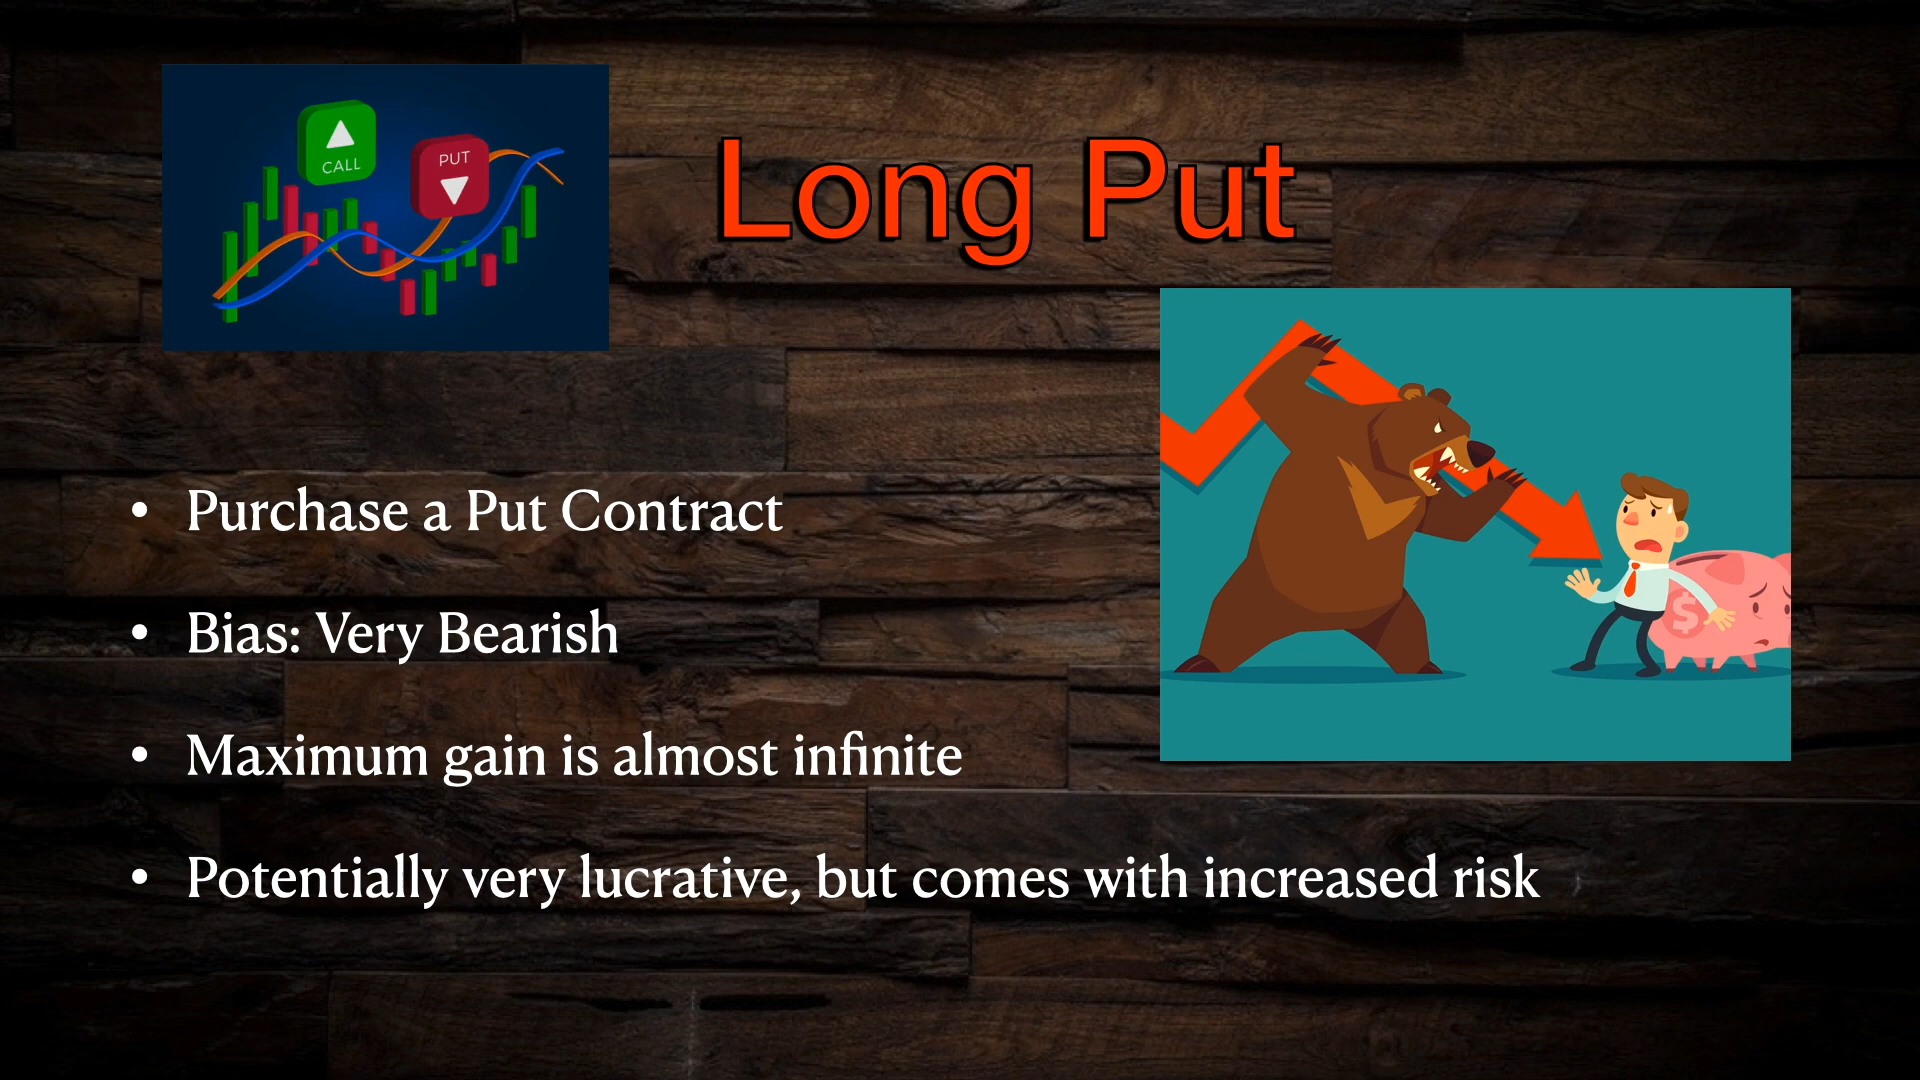 CALL
PUT
Long Put
• Purchase a Put Contract
• Bias: Very Bearish
$
• Maximum gain is almost infinite
• Potentially very lucrative, but comes with increased risk